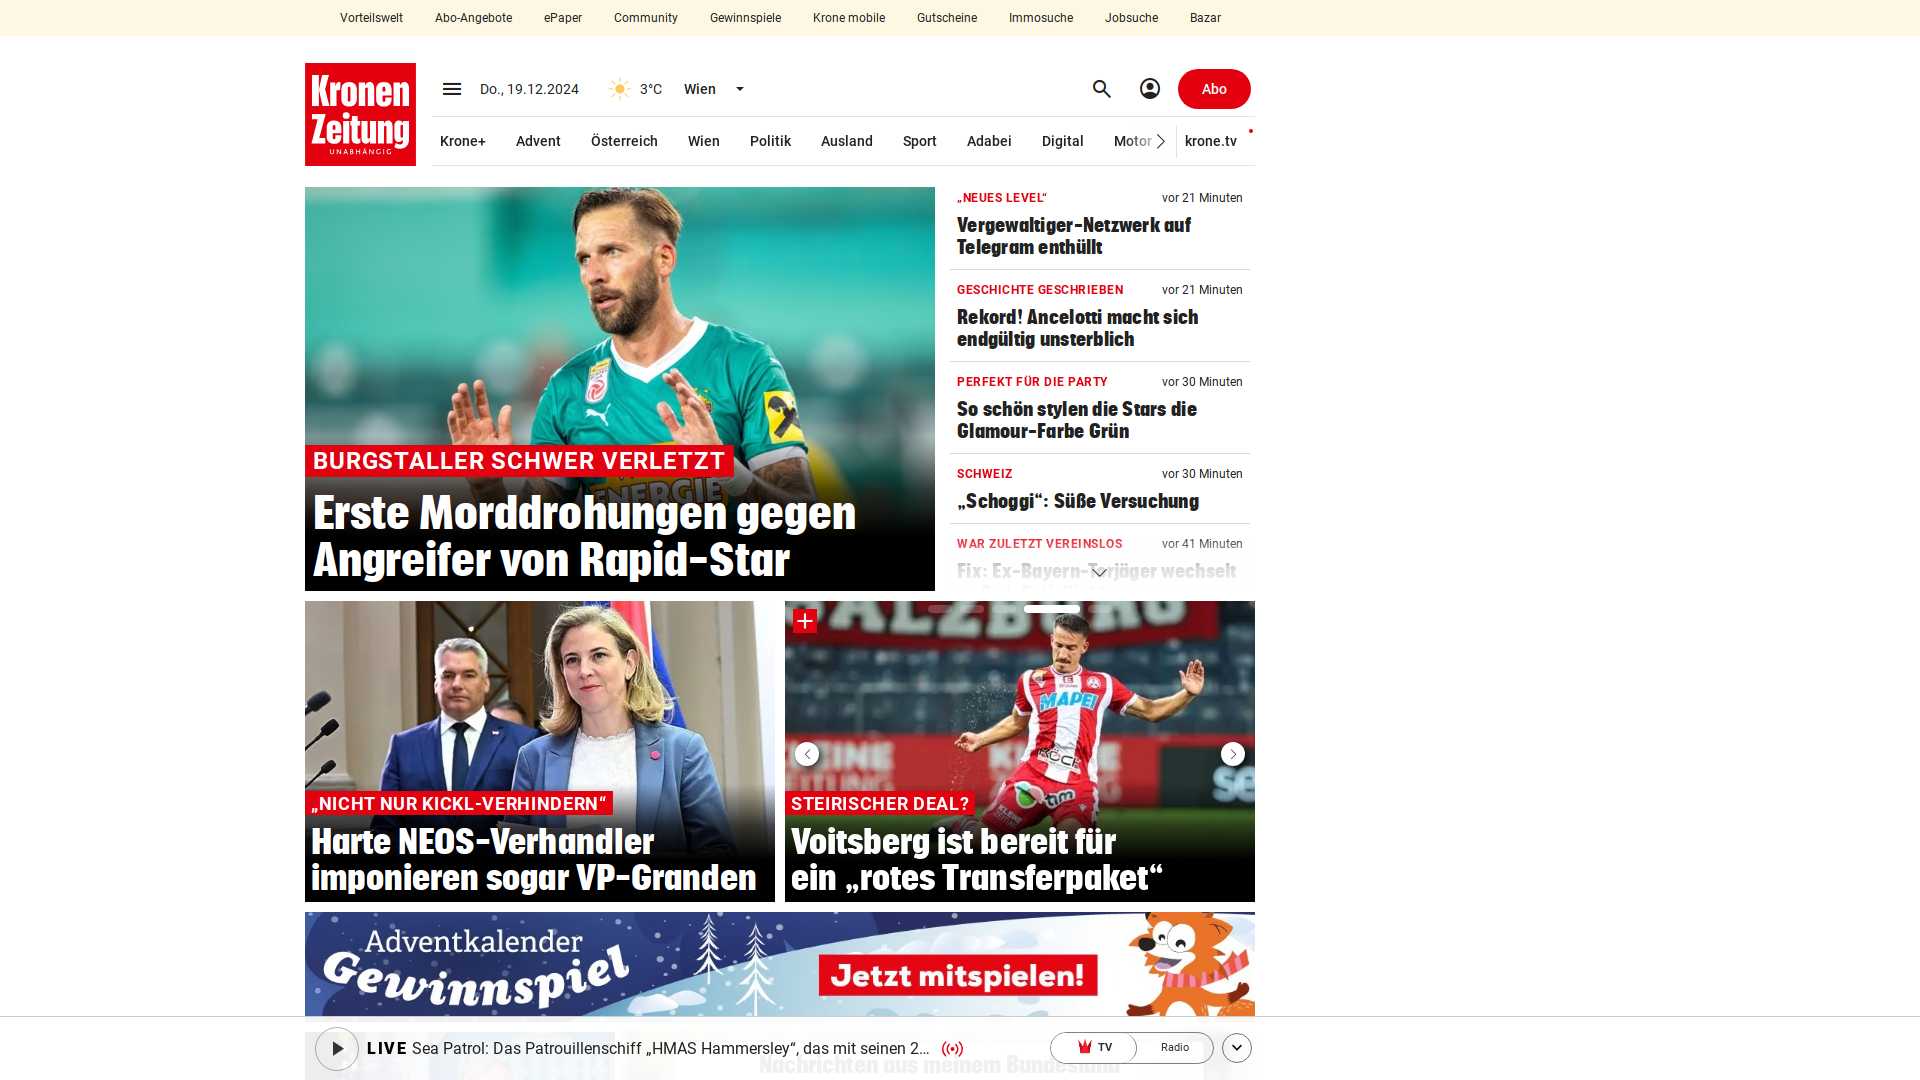 Vorteilswelt Abo-Angebote ePaper Community Gewinnspiele Krone mobile Gutscheine Immosuche Jobsuche Bazar
Kronen
Zeitung
UNABHÄNGIG
Do., 19.12.2024 3°C Wien Abo
Krone+ Advent Österreich Wien Politik Ausland Sport Adabei Digital Motor krone.tv
BURGSTALLER SCHWER VERLETZT
Erste Morddrohungen gegen
Angreifer von Rapid-Star
„NEUES LEVEL“ vor 21 Minuten
Vergewaltiger-Netzwerk auf
Telegram enthüllt
GESCHICHTE GESCHRIEBEN vor 21 Minuten
Rekord! Ancelotti macht sich
endgültig unsterblich
PERFEKT FÜR DIE PARTY vor 30 Minuten
So schön stylen die Stars die
Glamour-Farbe Grün
SCHWEIZ vor 30 Minuten
„Schoggi“: Süße Versuchung
WAR ZULETZT VEREINSLOS vor 41 Minuten
Fix: Ex-Bayern-Torjäger wechselt
„NICHT NUR KICKL-VERHINDERN“
Harte NEOS-Verhandler
imponieren sogar VP-Granden
SALZBURG
MAPEI
STEIRISCHER DEAL?
Voitsberg ist bereit für
ein „rotes Transferpaket“
Adventkalender
Gewinnspiel
Jetzt mitspielen!
LIVE Sea Patrol: Das Patrouillenschiff „HMAS Hammersley“, das mit seinen 2... TV Radio
Nachrichten aus meinem Bundesland